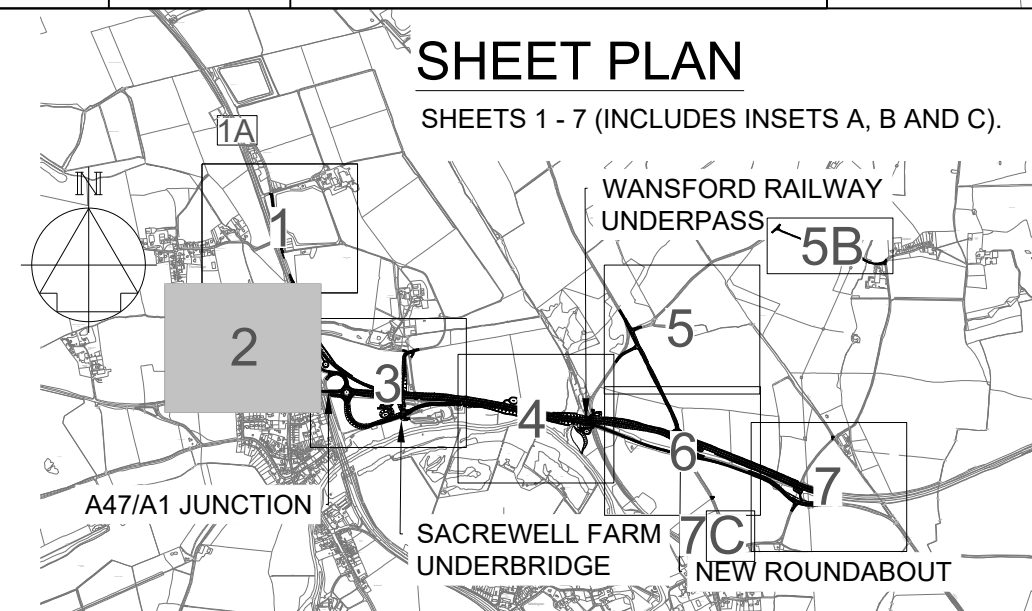 SHEET PLAN
SHEETS 1 - 7 (INCLUDES INSETS A, B AND C).
1A
N
WANSFORD RAILWAY
UNDERPASS
1
5B
2
5
3
4
6
7
A47/A1 JUNCTION
SACREWELL FARM
UNDERBRIDGE
7C
NEW ROUNDABOUT